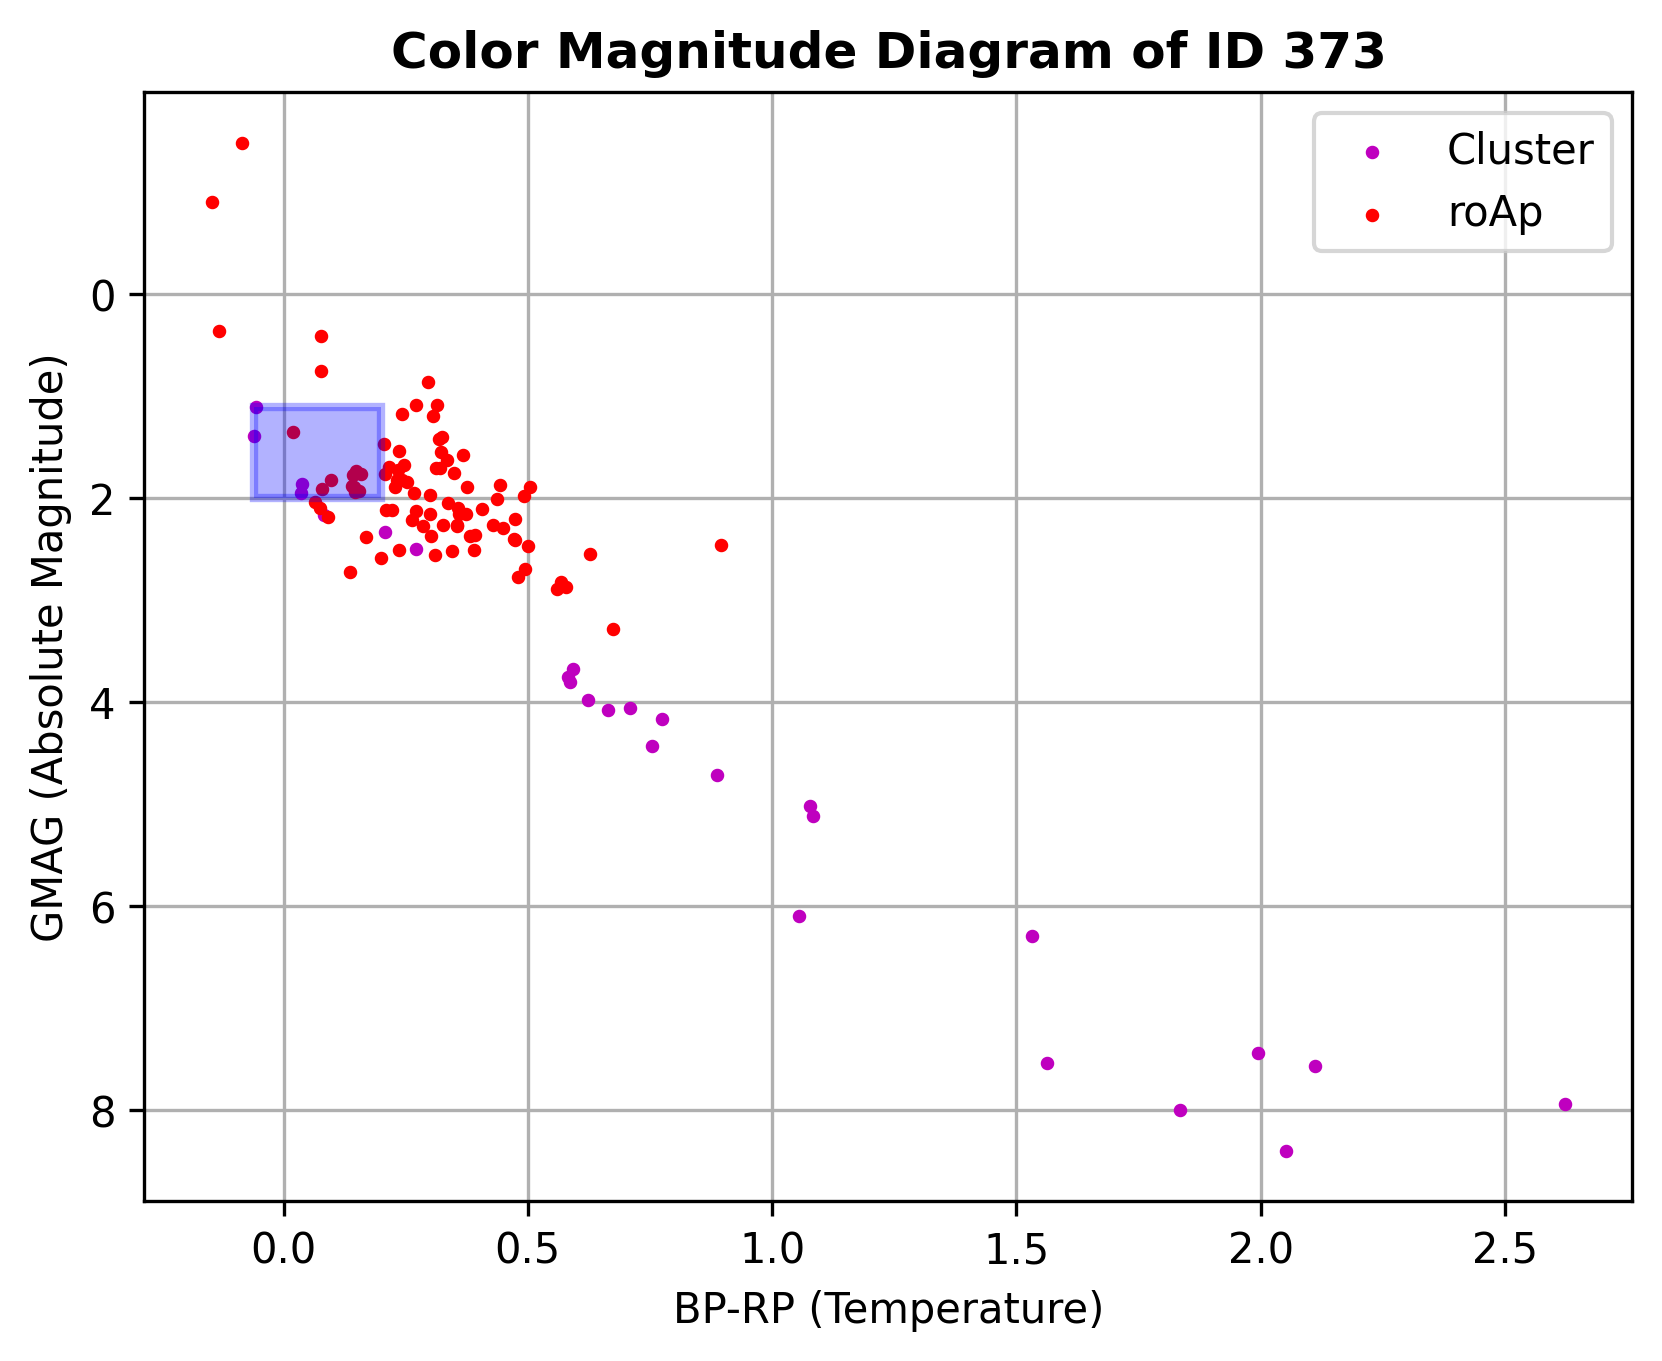 Color Magnitude Diagram of ID 373
Cluster
roAp
GMAG (Absolute Magnitude)
0
2
4
6
8
0.0 0.5 1.0 1.5 2.0 2.5
BP-RP (Temperature)